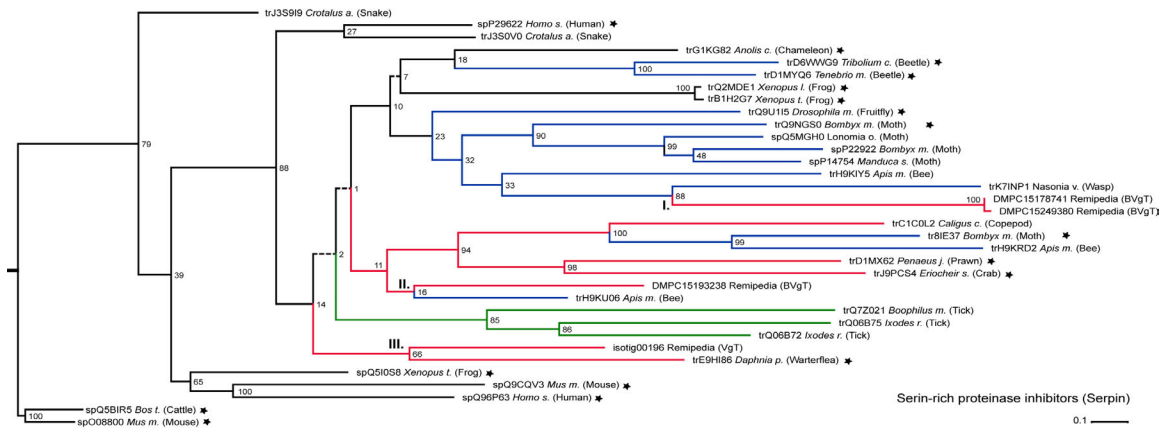 trJ3S9I9 Crotalus a. (Snake)
spP29622 Homo s. (Human)
27
trJ3S0V0 Crotalus a. (Snake)
trG1KG82 Anolis c. (Chameleon)
18
trD6WWG9 Tribolium c. (Beetle)
100
trD1MYQ6 Tenebrio m. (Beetle)
7
trQ2MDE1 Xenopus l. (Frog)
100
trB1H2G7 Xenopus t. (Frog)
10
trQ9U1I5 Drosophila m. (Fruitfly)
trQ9NGS0 Bombyx m. (Moth)
23
90
spQ5MGH0 Lonomia o. (Moth)
79
99
spP22922 Bombyx m. (Moth)
48
32
spP14754 Manduca s. (Moth)
88
trH9KIY5 Apis m. (Bee)
33
trK7INP1 Nasonia v. (Wasp)
1
88
I.
100
DMPC15178741 Remipedia (BVgT)
DMPC15249380 Remipedia (BVgT)
trC1C0L2 Caligus c. (Copepod)
100
tr8IE37 Bombyx m. (Moth)
99
94
trH9KRD2 Apis m. (Bee)
2
trD1MX62 Penaeus j. (Prawn)
11
98
trJ9PCS4 Eriocheir s. (Crab)
39
II.
DMPC15193238 Remipedia (BVgT)
16
trH9KU06 Apis m. (Bee)
14
trQ7Z021 Boophilus m. (Tick)
85
trQ06B75 Ixodes r. (Tick)
86
trQ06B72 Ixodes r. (Tick)
III.
isotig00196 Remipedia (VgT)
66
trE9HI86 Daphnia p. (Warterflea)
spQ5I0S8 Xenopus t. (Frog)
65
spQ9CQV3 Mus m. (Mouse)
100
spQ96P63 Homo s. (Human)
Serin-rich proteinase inhibitors (Serpin)
spQ5BIR5 Bos t. (Cattle)
100
spO08800 Mus m. (Mouse)
0.1